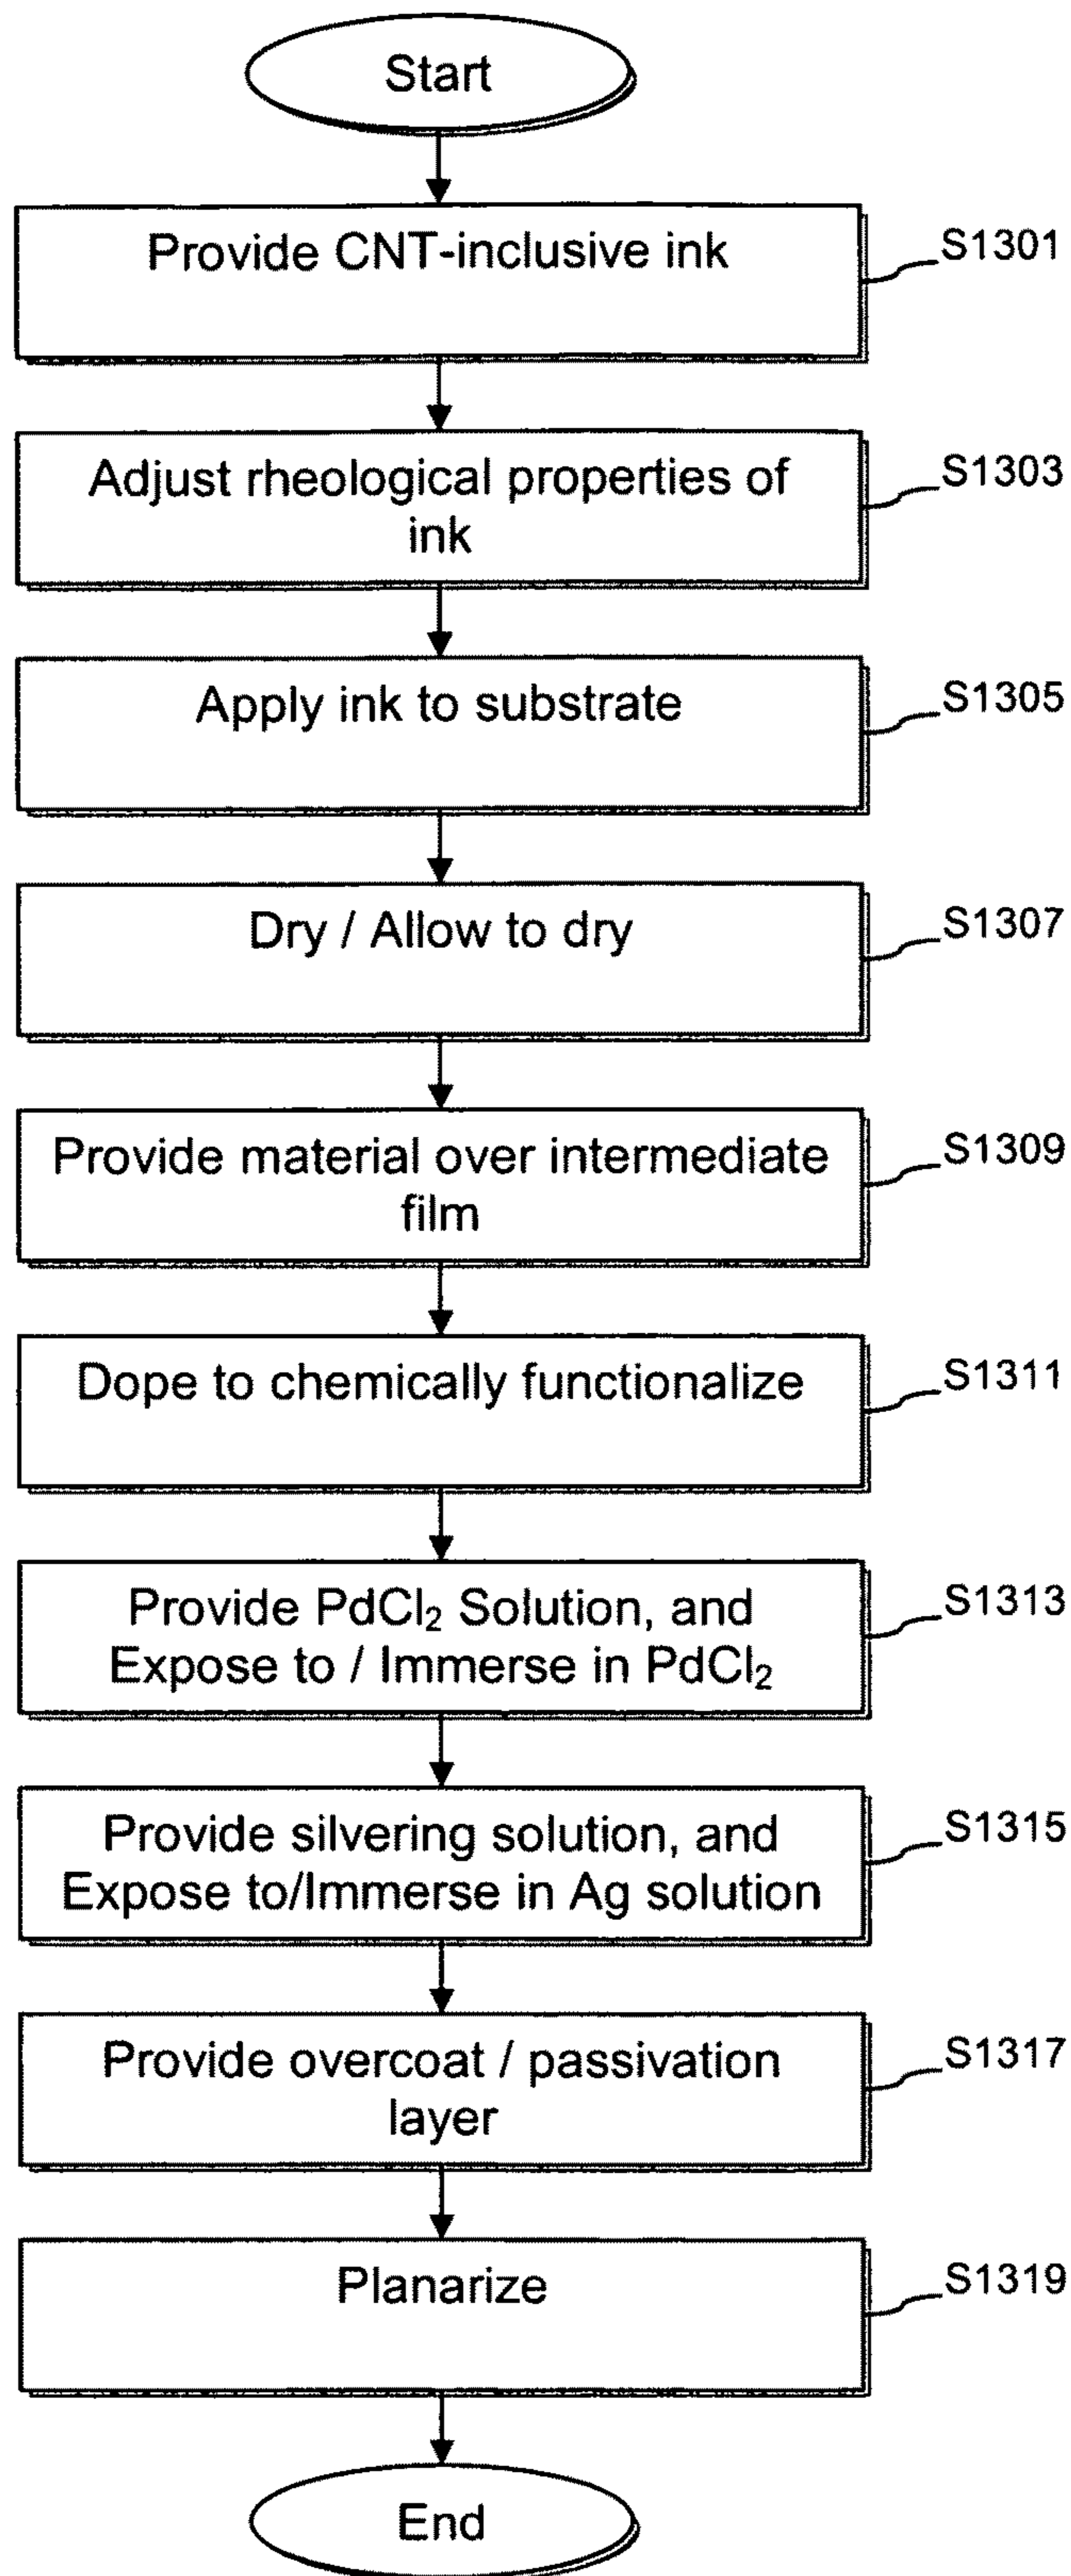 Start
Provide CNT-inclusive ink
S1301
Adjust rheological properties of
ink
S1303
Apply ink to substrate
S1305
Dry / Allow to dry
S1307
Provide material over intermediate
film
S1309
Dope to chemically functionalize
S1311
Provide PdCl₂ Solution, and
Expose to / Immerse in PdCl₂
S1313
Provide silvering solution, and
Expose to/Immerse in Ag solution
S1315
Provide overcoat / passivation
layer
S1317
Planarize
S1319
End